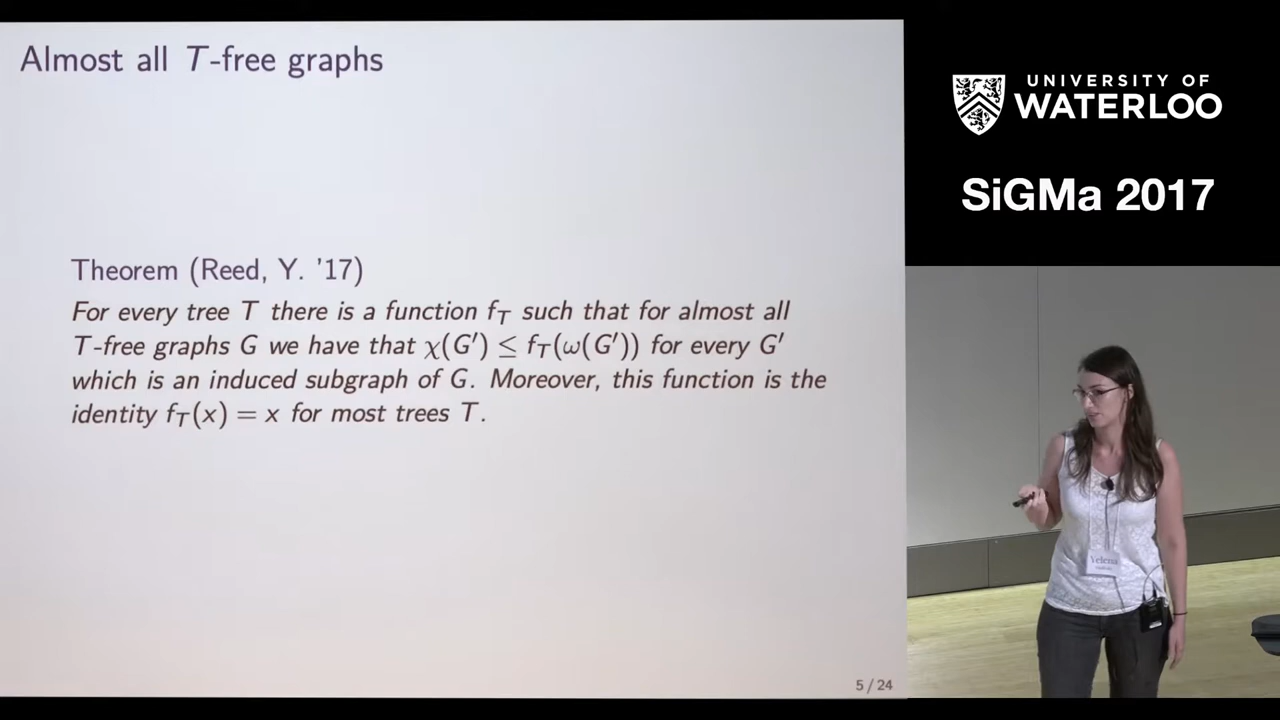 Almost all T-free graphs
Theorem (Reed, Y. '17)
For every tree T there is a function f_T such that for almost all
T-free graphs G we have that χ(G′) ≤ f_T(ω(G′)) for every G′
which is an induced subgraph of G. Moreover, this function is the
identity f_T(x) = x for most trees T.
5 / 24
UNIVERSITY OF
WATERLOO
SiGMa 2017
Yelena